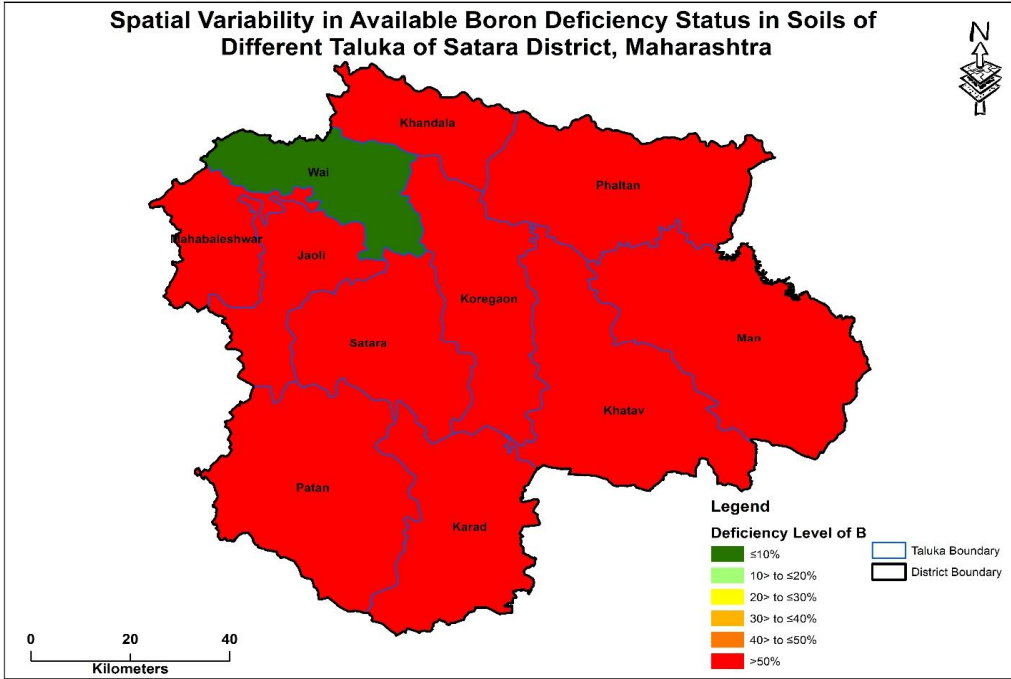 Spatial Variability in Available Boron Deficiency Status in Soils of
Different Taluka of Satara District, Maharashtra
N
Khandala
Wai
Phaltan
Mahabaleshwar
Jaoli
Koregaon
Satara
Man
Khatav
Patan
Karad
Legend
Deficiency Level of B
≤10%
10> to ≤20%
20> to ≤30%
30> to ≤40%
40> to ≤50%
>50%
Taluka Boundary
District Boundary
0 20 40
Kilometers